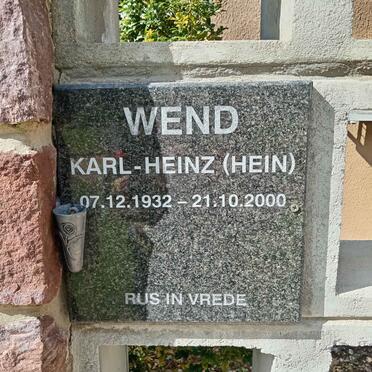 WEND
KARL-HEINZ (HEIN)
07.12.1932 – 21.10.2000
RUS IN VREDE